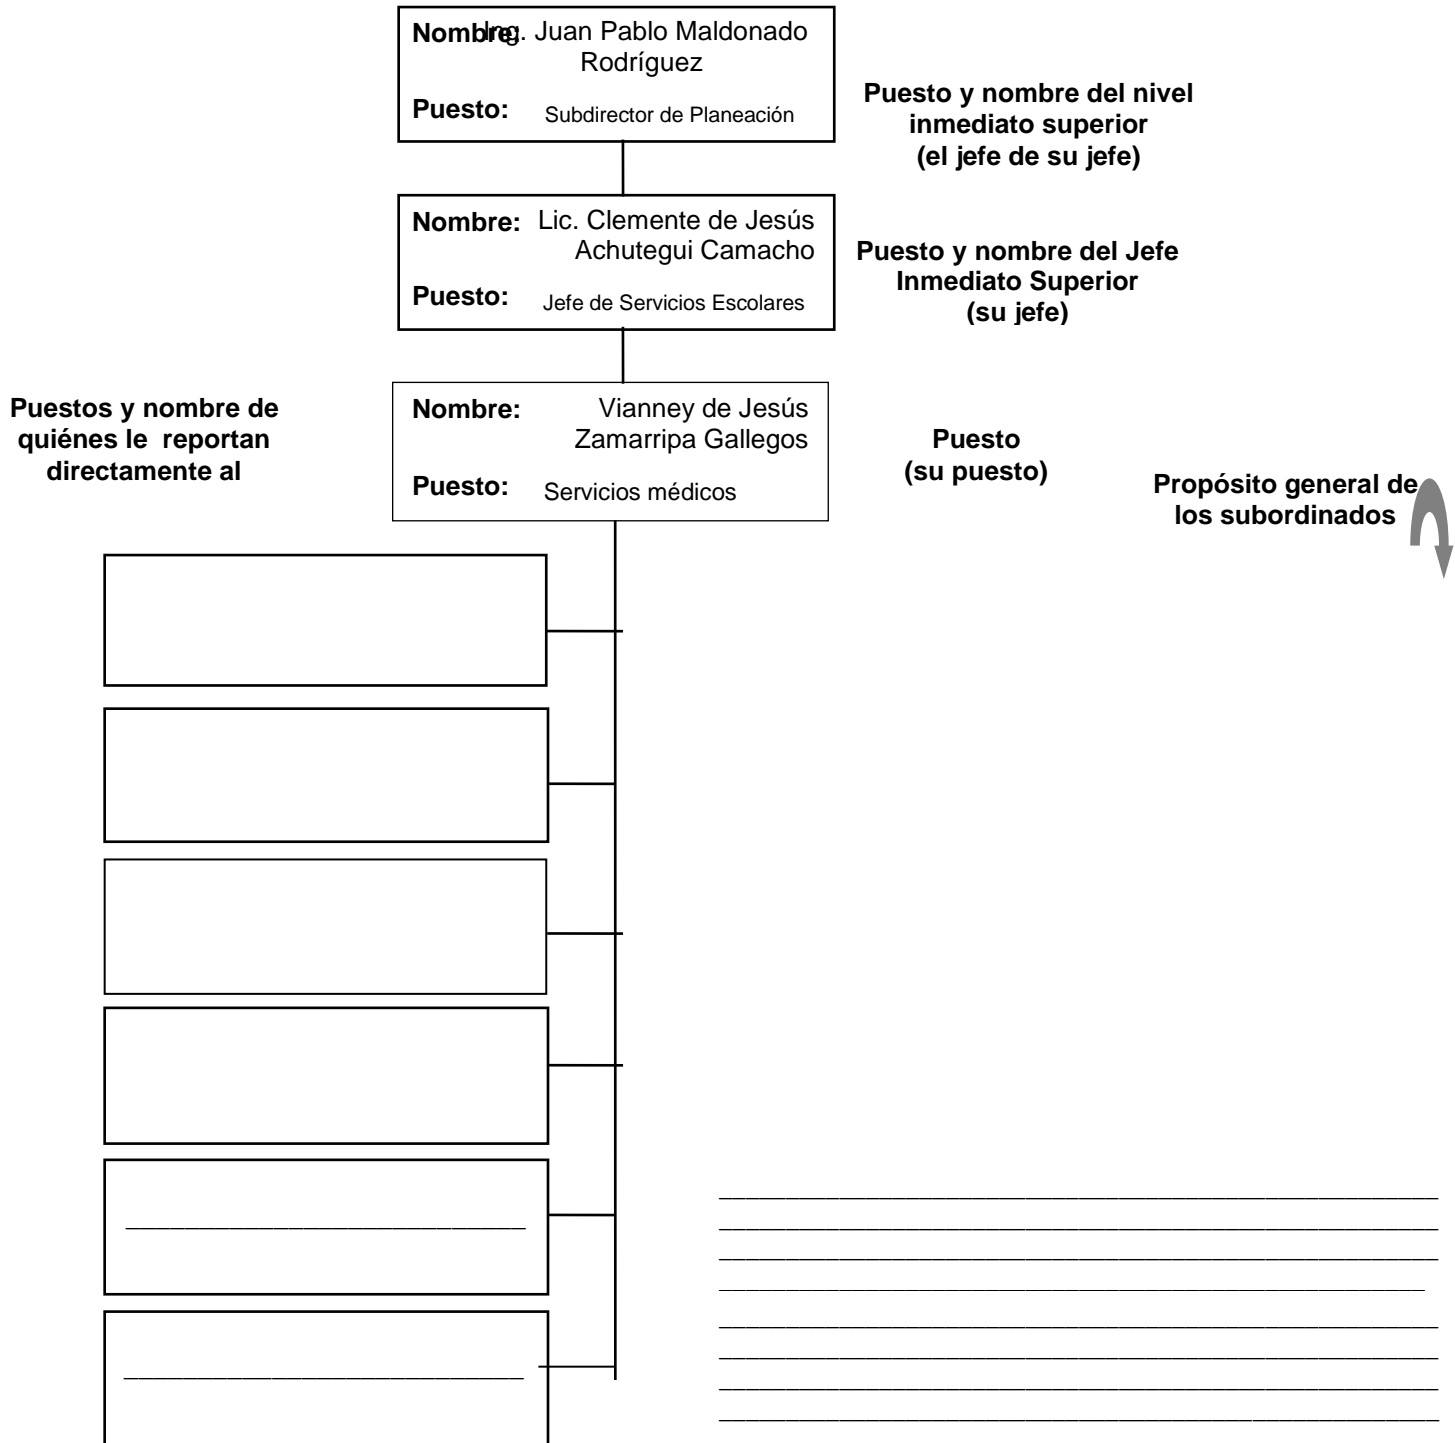 Nombre: Ing. Juan Pablo Maldonado
Rodríguez
Puesto: Subdirector de Planeación
Puesto y nombre del nivel
inmediato superior
(el jefe de su jefe)
Nombre: Lic. Clemente de Jesús
Achutegui Camacho
Puesto: Jefe de Servicios Escolares
Puesto y nombre del Jefe
Inmediato Superior
(su jefe)
Puestos y nombre de
quiénes le reportan
directamente al
Nombre: Vianney de Jesús
Zamarripa Gallegos
Puesto: Servicios médicos
Puesto
(su puesto)
Propósito general de
los subordinados